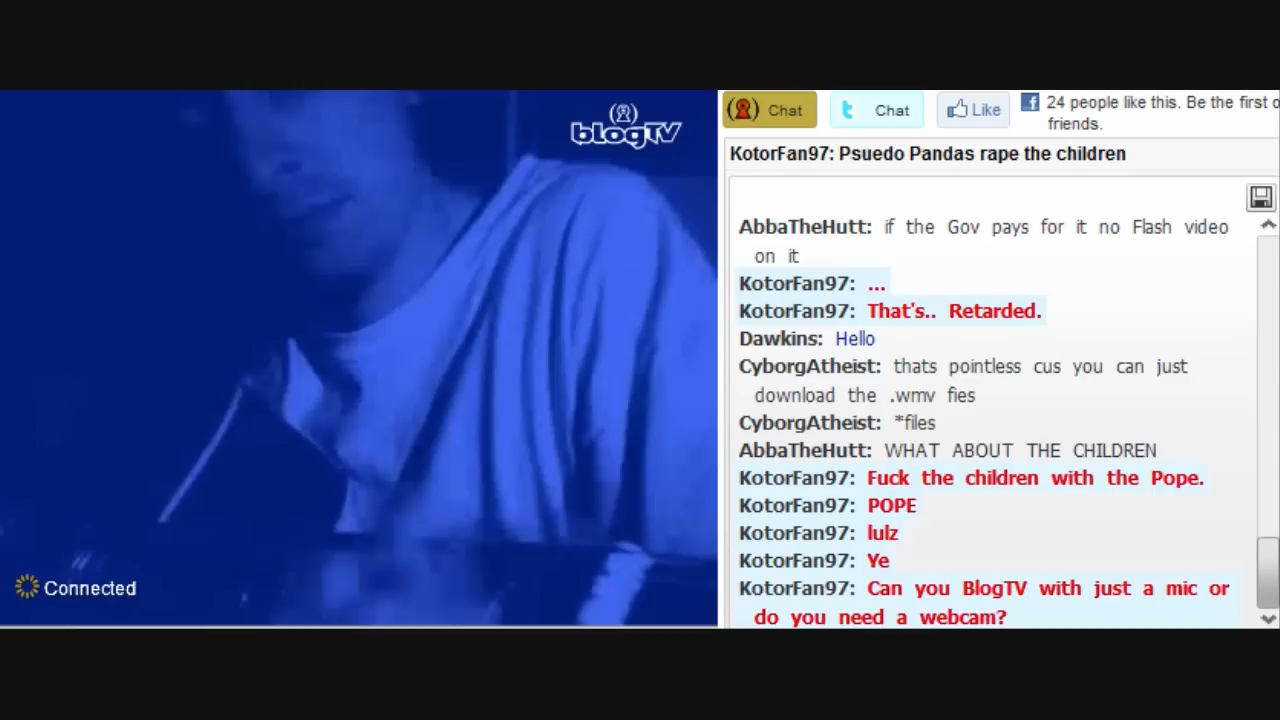 blogTV
Connected
Chat
Chat
Like
24 people like this. Be the first o
friends.
KotorFan97: Psuedo Pandas rape the children
AbbaTheHutt: if the Gov pays for it no Flash video
on it
KotorFan97: ...
KotorFan97: That's.. Retarded.
Dawkins: Hello
CyborgAtheist: thats pointless cus you can just
download the .wmv fies
CyborgAtheist: *files
AbbaTheHutt: WHAT ABOUT THE CHILDREN
KotorFan97: Fuck the children with the Pope.
KotorFan97: POPE
KotorFan97: lulz
KotorFan97: Ye
KotorFan97: Can you BlogTV with just a mic or
do you need a webcam?